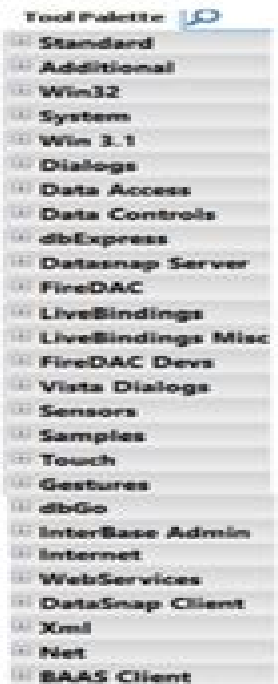 Tool Palette
Standard
Additional
Win32
System
Win 3.1
Dialogs
Data Access
Data Controls
dbExpress
Datasnap Server
FireDAC
LiveBindings
LiveBindings Misc
FireDAC Devs
Vista Dialogs
Sensors
Samples
Touch
Gestures
dbGo
InterBase Admin
Internet
WebServices
DataSnap Client
Xml
Net
BAAS Client